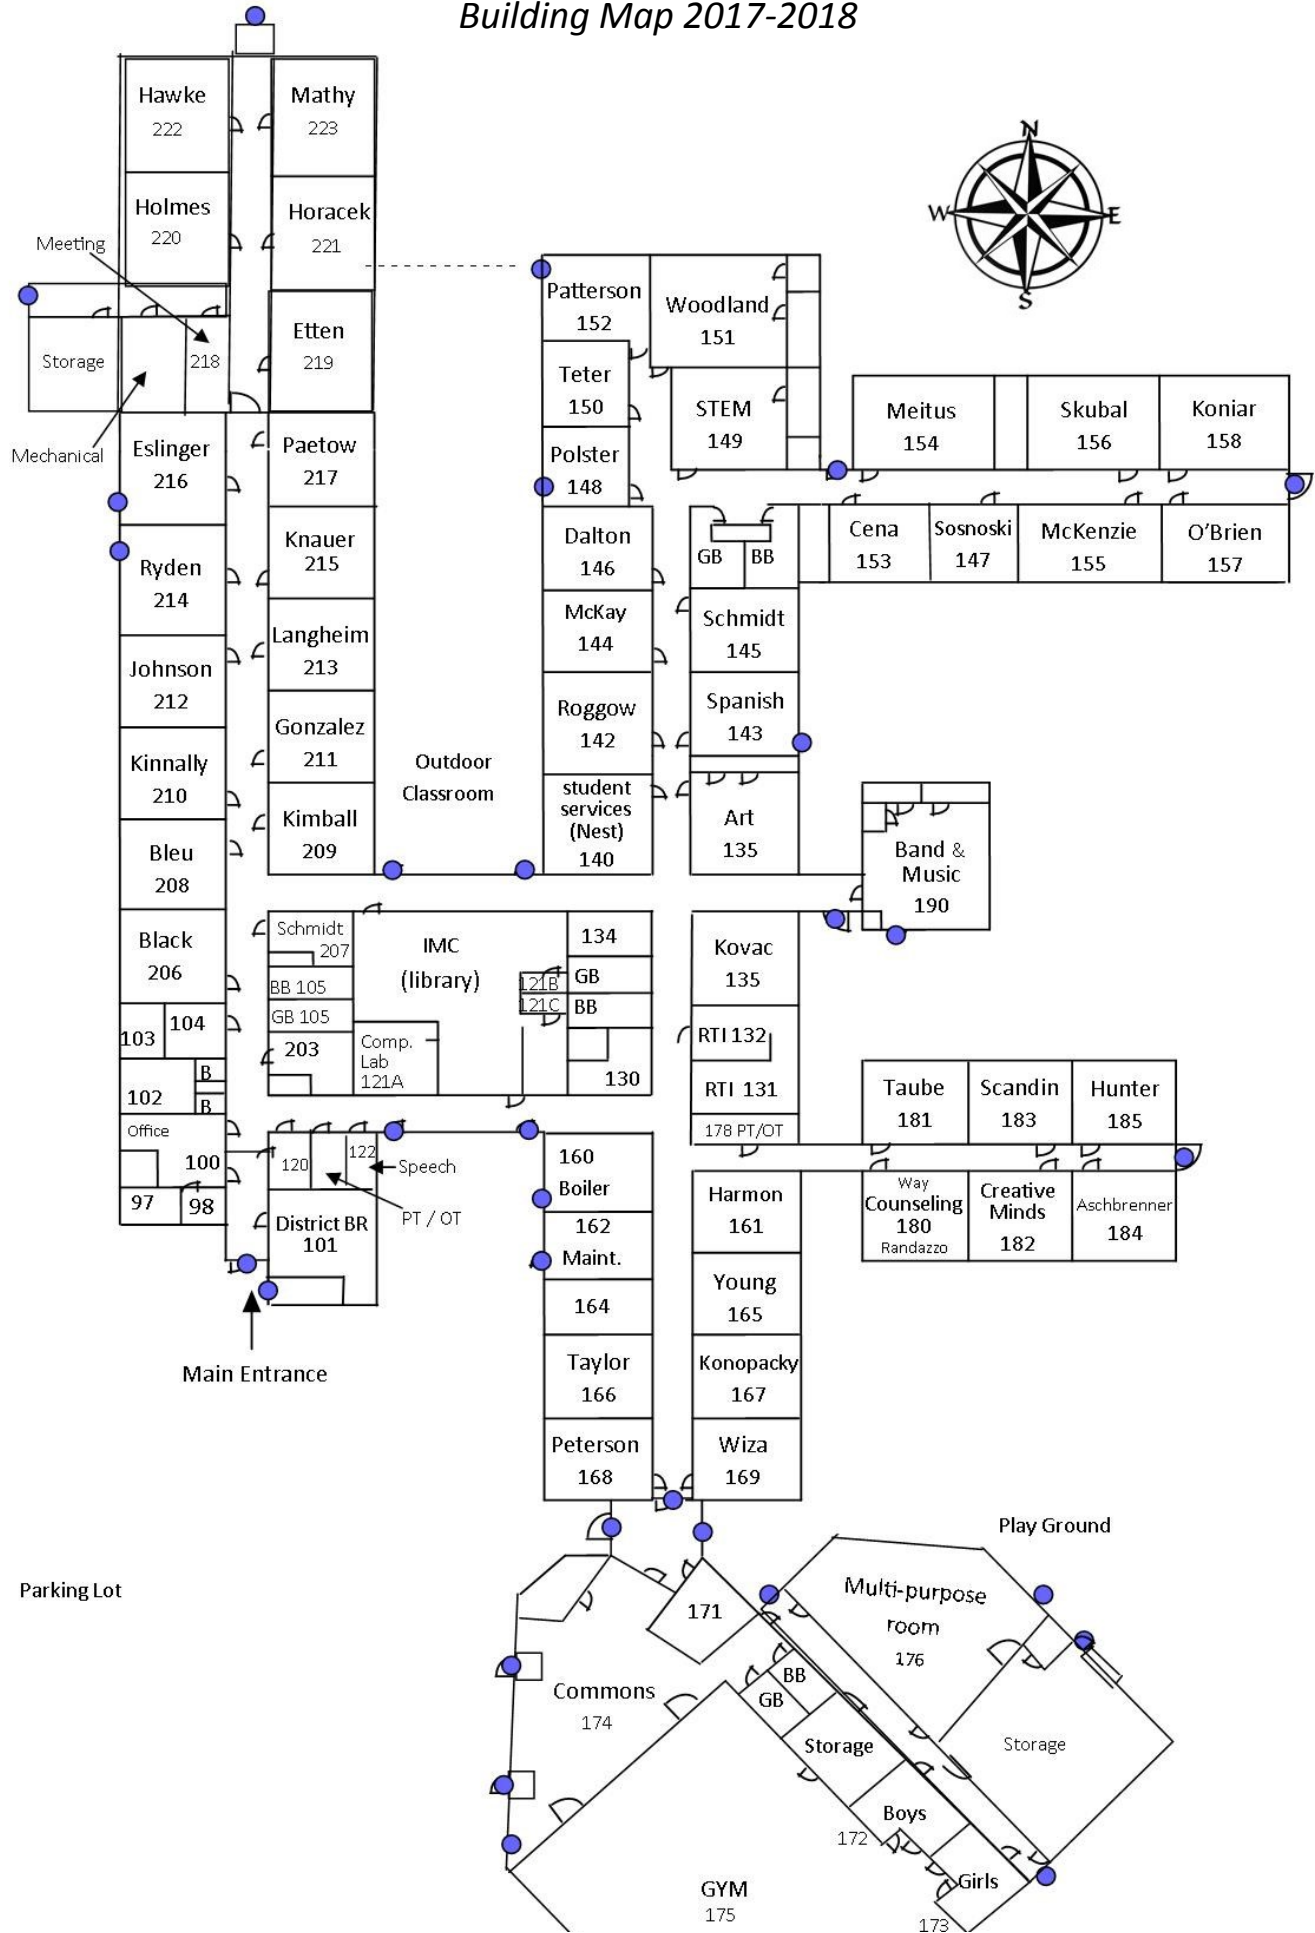 Building Map 2017-2018
Hawke
222
Mathy
223
N
W
E
S
Holmes
220
Horacek
221
Meeting
Patterson
152
Woodland
151
Storage
218
Etten
219
Teter
150
STEM
149
Meitus
154
Skubal
156
Koniar
158
Mechanical
Eslinger
216
Paetow
217
Polster
148
Knauer
215
Dalton
146
GB
BB
Cena
153
Sosnoski
147
McKenzie
155
O'Brien
157
Ryden
214
Langheim
213
McKay
144
Schmidt
145
Johnson
212
Gonzalez
211
Roggow
142
Spanish
143
Kinnally
210
Outdoor
Classroom
student
services
(Nest)
140
Art
135
Kimball
209
Bleu
208
Band &
Music
190
Black
206
Schmidt
207
IMC
(library)
134
Kovac
135
BB 105
121B
GB
GB 105
121C
BB
103
104
203
Comp.
Lab
121A
130
RTI 132
RTI 131
178 PT/OT
Taube
181
Scandin
183
Hunter
185
102
B
B
Office
100
120
122
Speech
160
Boiler
97
98
District BR
101
PT / OT
162
Maint.
Harmon
161
Way
Counseling
180
Randazzo
Creative
Minds
182
Aschbrenner
184
164
Young
165
Main Entrance
Taylor
166
Konopacky
167
Peterson
168
Wiza
169
Play Ground
Parking Lot
171
Multi-purpose
room
176
Commons
174
BB
GB
Storage
Storage
Boys
172
Girls
173
GYM
175